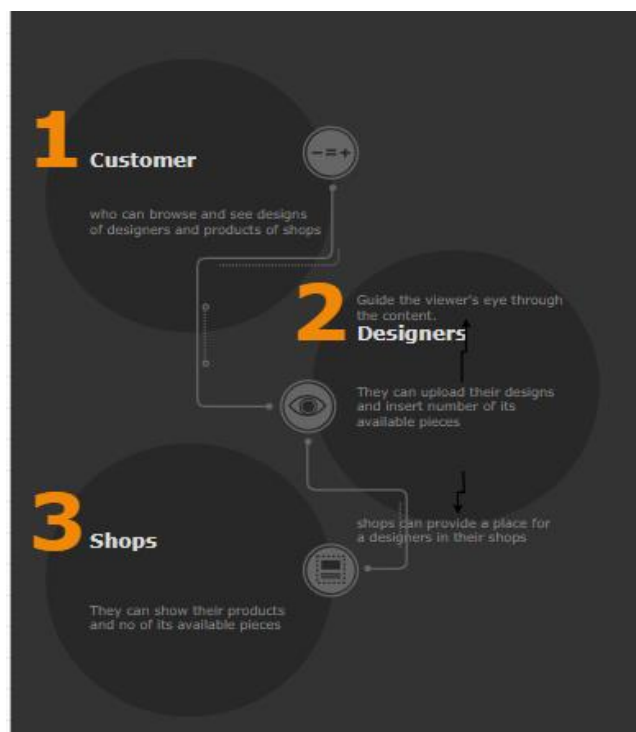 1
Customer
-=+
who can browse and see designs
of designers and products of shops
2
Guide the viewer's eye through
the content.
Designers
They can upload their designs
and insert number of its
available pieces
shops can provide a place for
a designers in their shops
3
Shops
They can show their products
and no of its available pieces